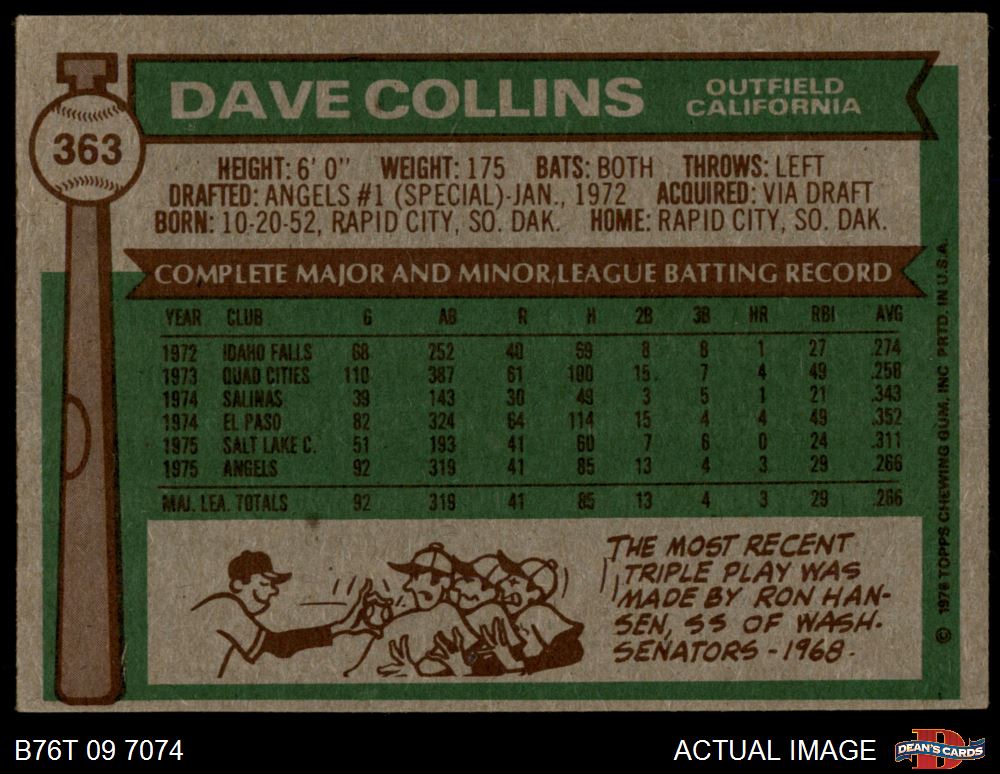 363
DAVE COLLINS
OUTFIELD
CALIFORNIA
HEIGHT: 6' 0" WEIGHT: 175 BATS: BOTH THROWS: LEFT
DRAFTED: ANGELS #1 (SPECIAL)-JAN., 1972 ACQUIRED: VIA DRAFT
BORN: 10-20-52, RAPID CITY, SO. DAK. HOME: RAPID CITY, SO. DAK.
COMPLETE MAJOR AND MINOR LEAGUE BATTING RECORD
YEAR CLUB G AB R H 2B 3B HR RBI AVG
1972 IDAHO FALLS 68 252 40 69 8 8 1 27 .274
1973 QUAD CITIES 110 387 61 100 15 7 4 49 .258
1974 SALINAS 39 143 30 49 3 5 1 21 .343
1974 EL PASO 82 324 64 114 15 4 4 49 .352
1975 SALT LAKE C. 51 193 41 60 7 6 0 24 .311
1975 ANGELS 92 319 41 85 13 4 3 29 .266
MAJ. LEA. TOTALS 92 319 41 85 13 4 3 29 .266
THE MOST RECENT
TRIPLE PLAY WAS
MADE BY RON HAN-
SEN, SS OF WASH.
SENATORS - 1968.
© 1976 TOPPS CHEWING GUM, INC PRTD. IN U.S.A.
B76T 09 7074
ACTUAL IMAGE
D
DEAN'S CARDS